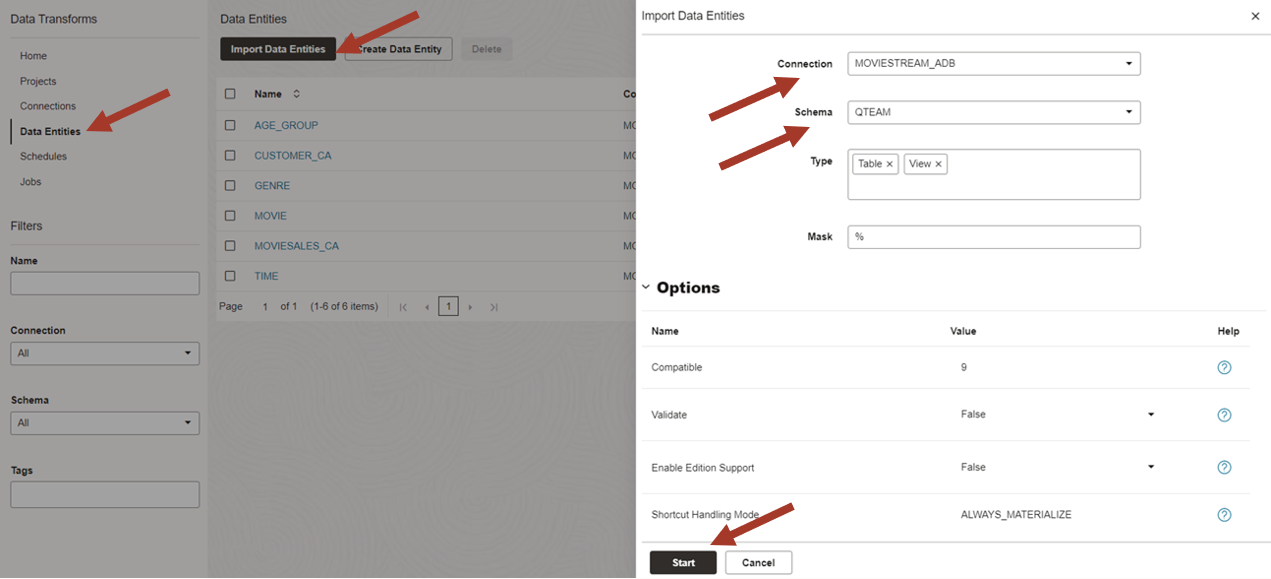 Data Transforms
Home
Projects
Connections
Data Entities
Schedules
Jobs
Filters
Name
Connection
All
Schema
All
Tags
Data Entities
Import Data Entities
Create Data Entity
Delete
Name
Co
AGE_GROUP
MO
CUSTOMER_CA
MO
GENRE
MO
MOVIE
MO
MOVIESALES_CA
MO
TIME
MO
Page 1 of 1 (1-6 of 6 items) 1
Import Data Entities
Connection MOVIESTREAM_ADB
Schema QTEAM
Type Table × View ×
Mask %
Options
Name Value Help
Compatible 9
Validate False
Enable Edition Support False
Shortcut Handling Mode ALWAYS_MATERIALIZE
Start Cancel